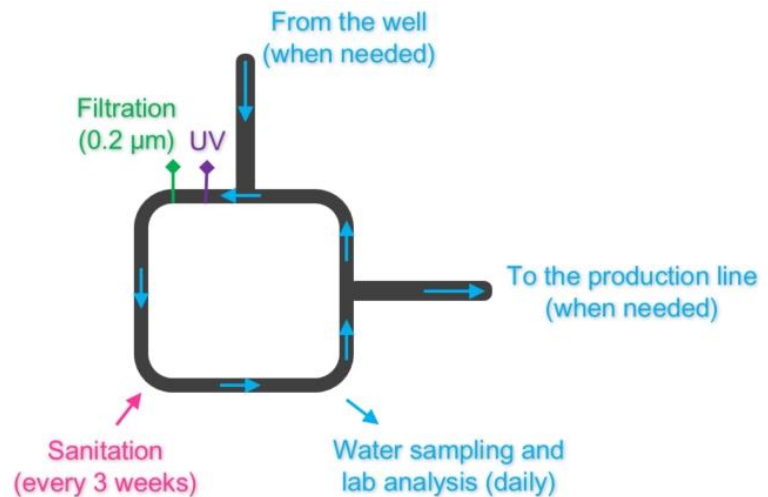 From the well
(when needed)
Filtration
(0.2 µm)
UV
To the production line
(when needed)
Sanitation
(every 3 weeks)
Water sampling and
lab analysis (daily)